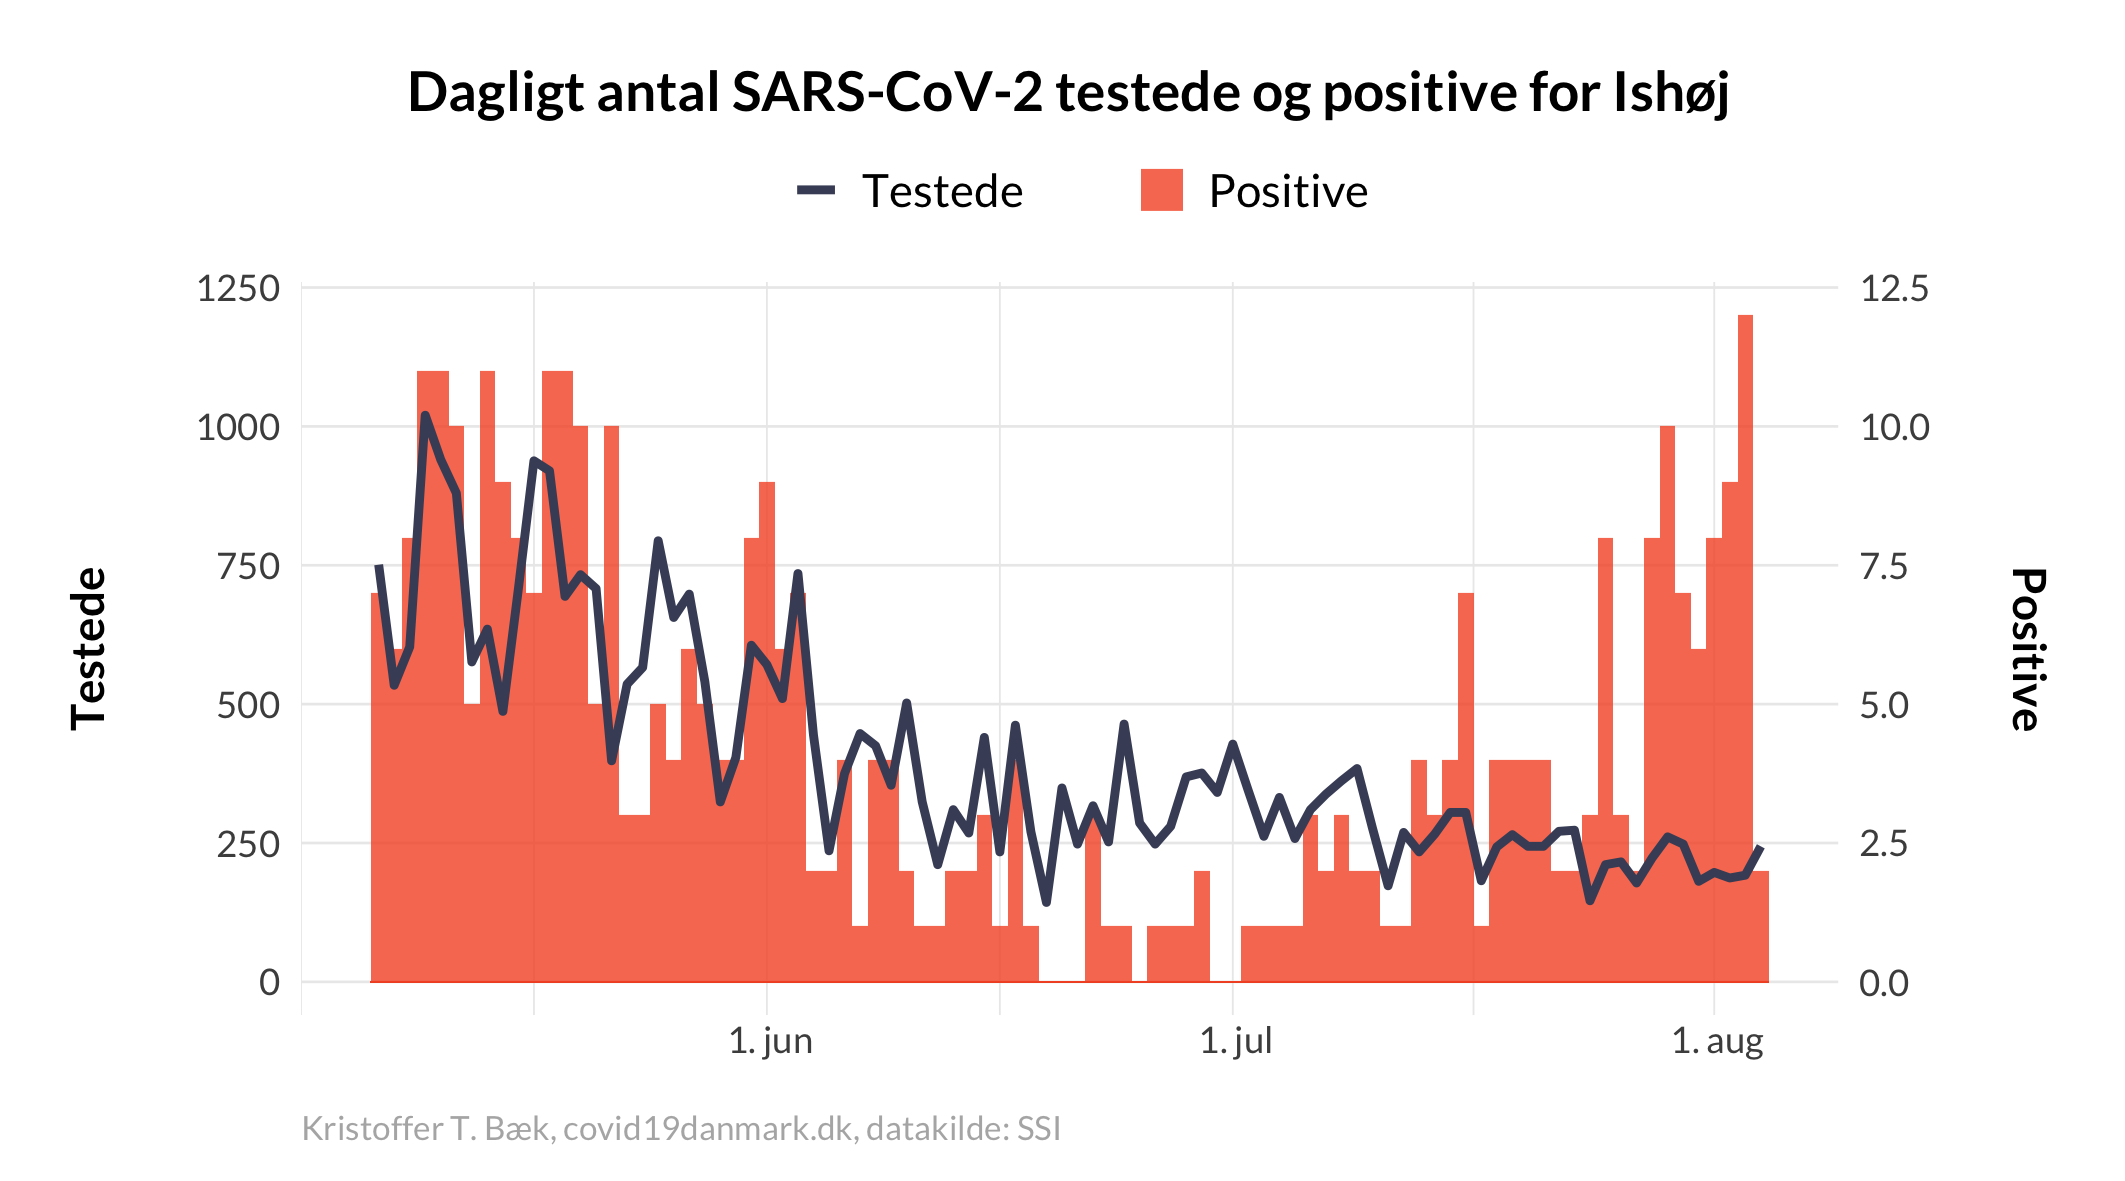 Dagligt antal SARS-CoV-2 testede og positive for Ishøj
Testede Positive
1250 12.5
1000 10.0
750 7.5
500 5.0
250 2.5
0 0.0
Testede
Positive
1. jun 1. jul 1. aug
Kristoffer T. Bæk, covid19danmark.dk, datakilde: SSI